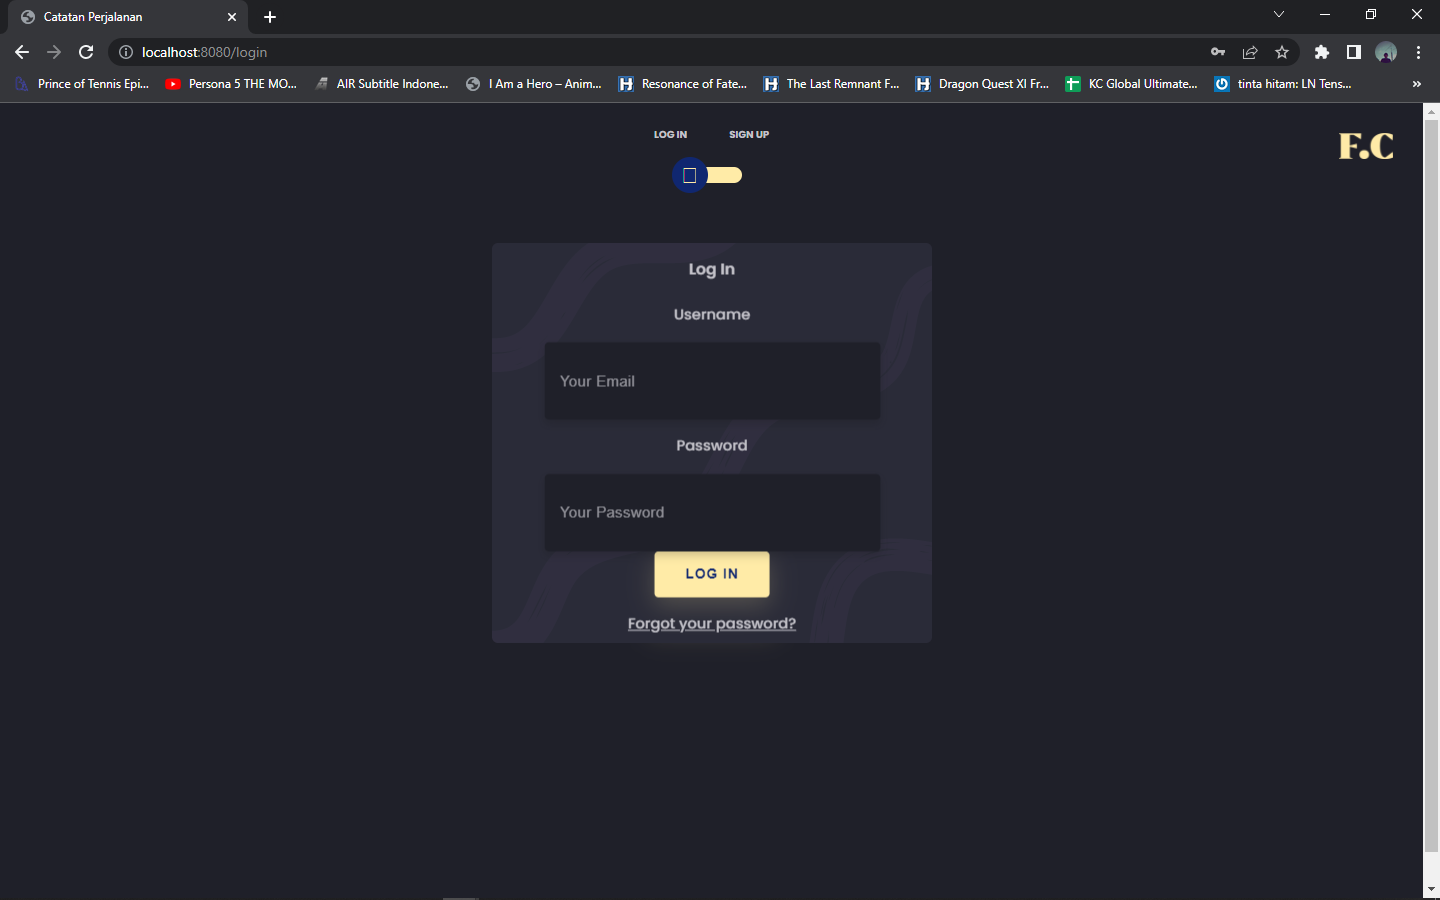 Catatan Perjalanan
localhost:8080/login
Prince of Tennis Epi...
Persona 5 THE MO...
AIR Subtitle Indone...
I Am a Hero – Anim...
Resonance of Fate...
The Last Remnant F...
Dragon Quest XI Fr...
KC Global Ultimate...
tinta hitam: LN Tens...
LOG IN SIGN UP
F.C
Log In
Username
Your Email
Password
Your Password
LOG IN
Forgot your password?